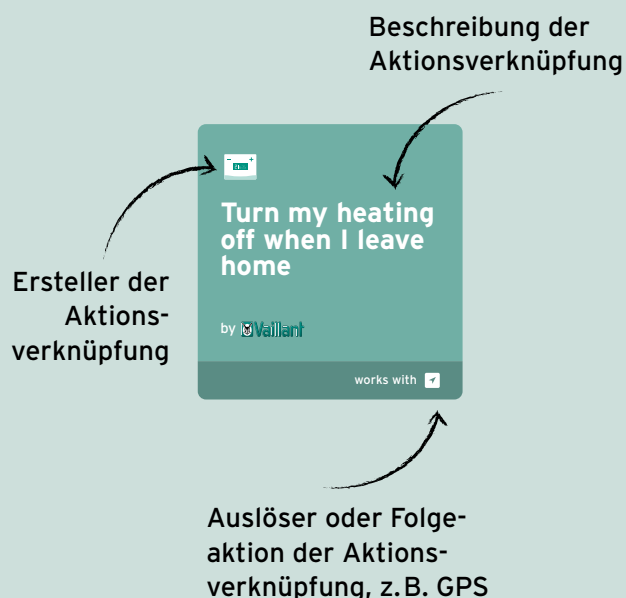 Beschreibung der
Aktionsverknüpfung
Turn my heating
off when I leave
home
Ersteller der
Aktions-
verknüpfung
by Vaillant
works with
Auslöser oder Folge-
aktion der Aktions-
verknüpfung, z.B. GPS